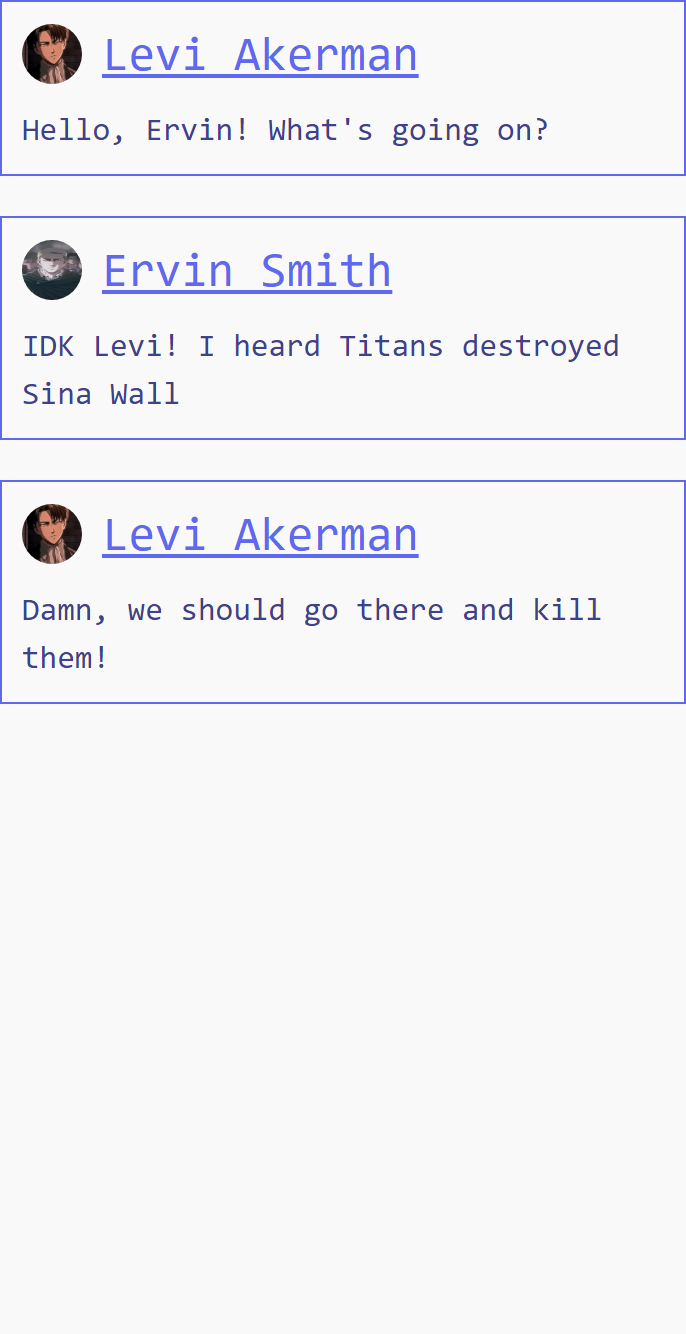 Levi Akerman
Hello, Ervin! What's going on?
Ervin Smith
IDK Levi! I heard Titans destroyed
Sina Wall
Levi Akerman
Damn, we should go there and kill
them!